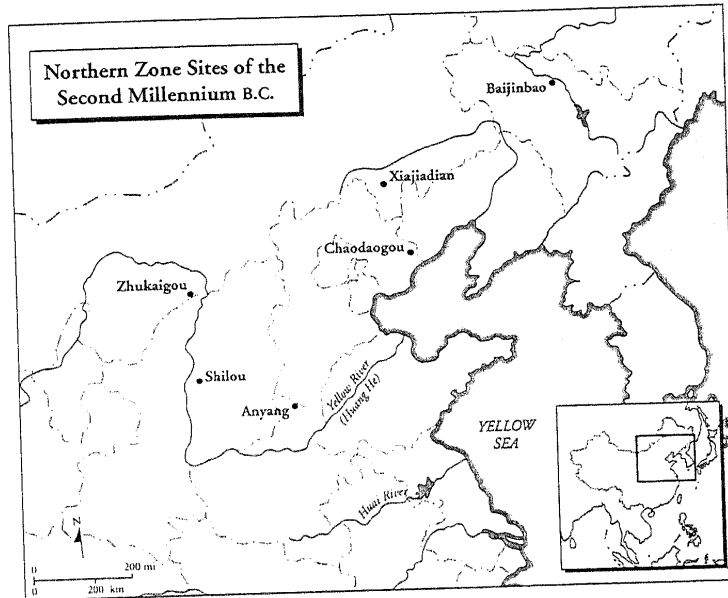 Northern Zone Sites of the
Second Millennium B.C.
Baijinbao
Xiajiadian
Chaodaogou
Zhukaigou
Shilou
Anyang
Yellow River
(Huang He)
YELLOW
SEA
Huai River
N
0 200 mi
0 200 km